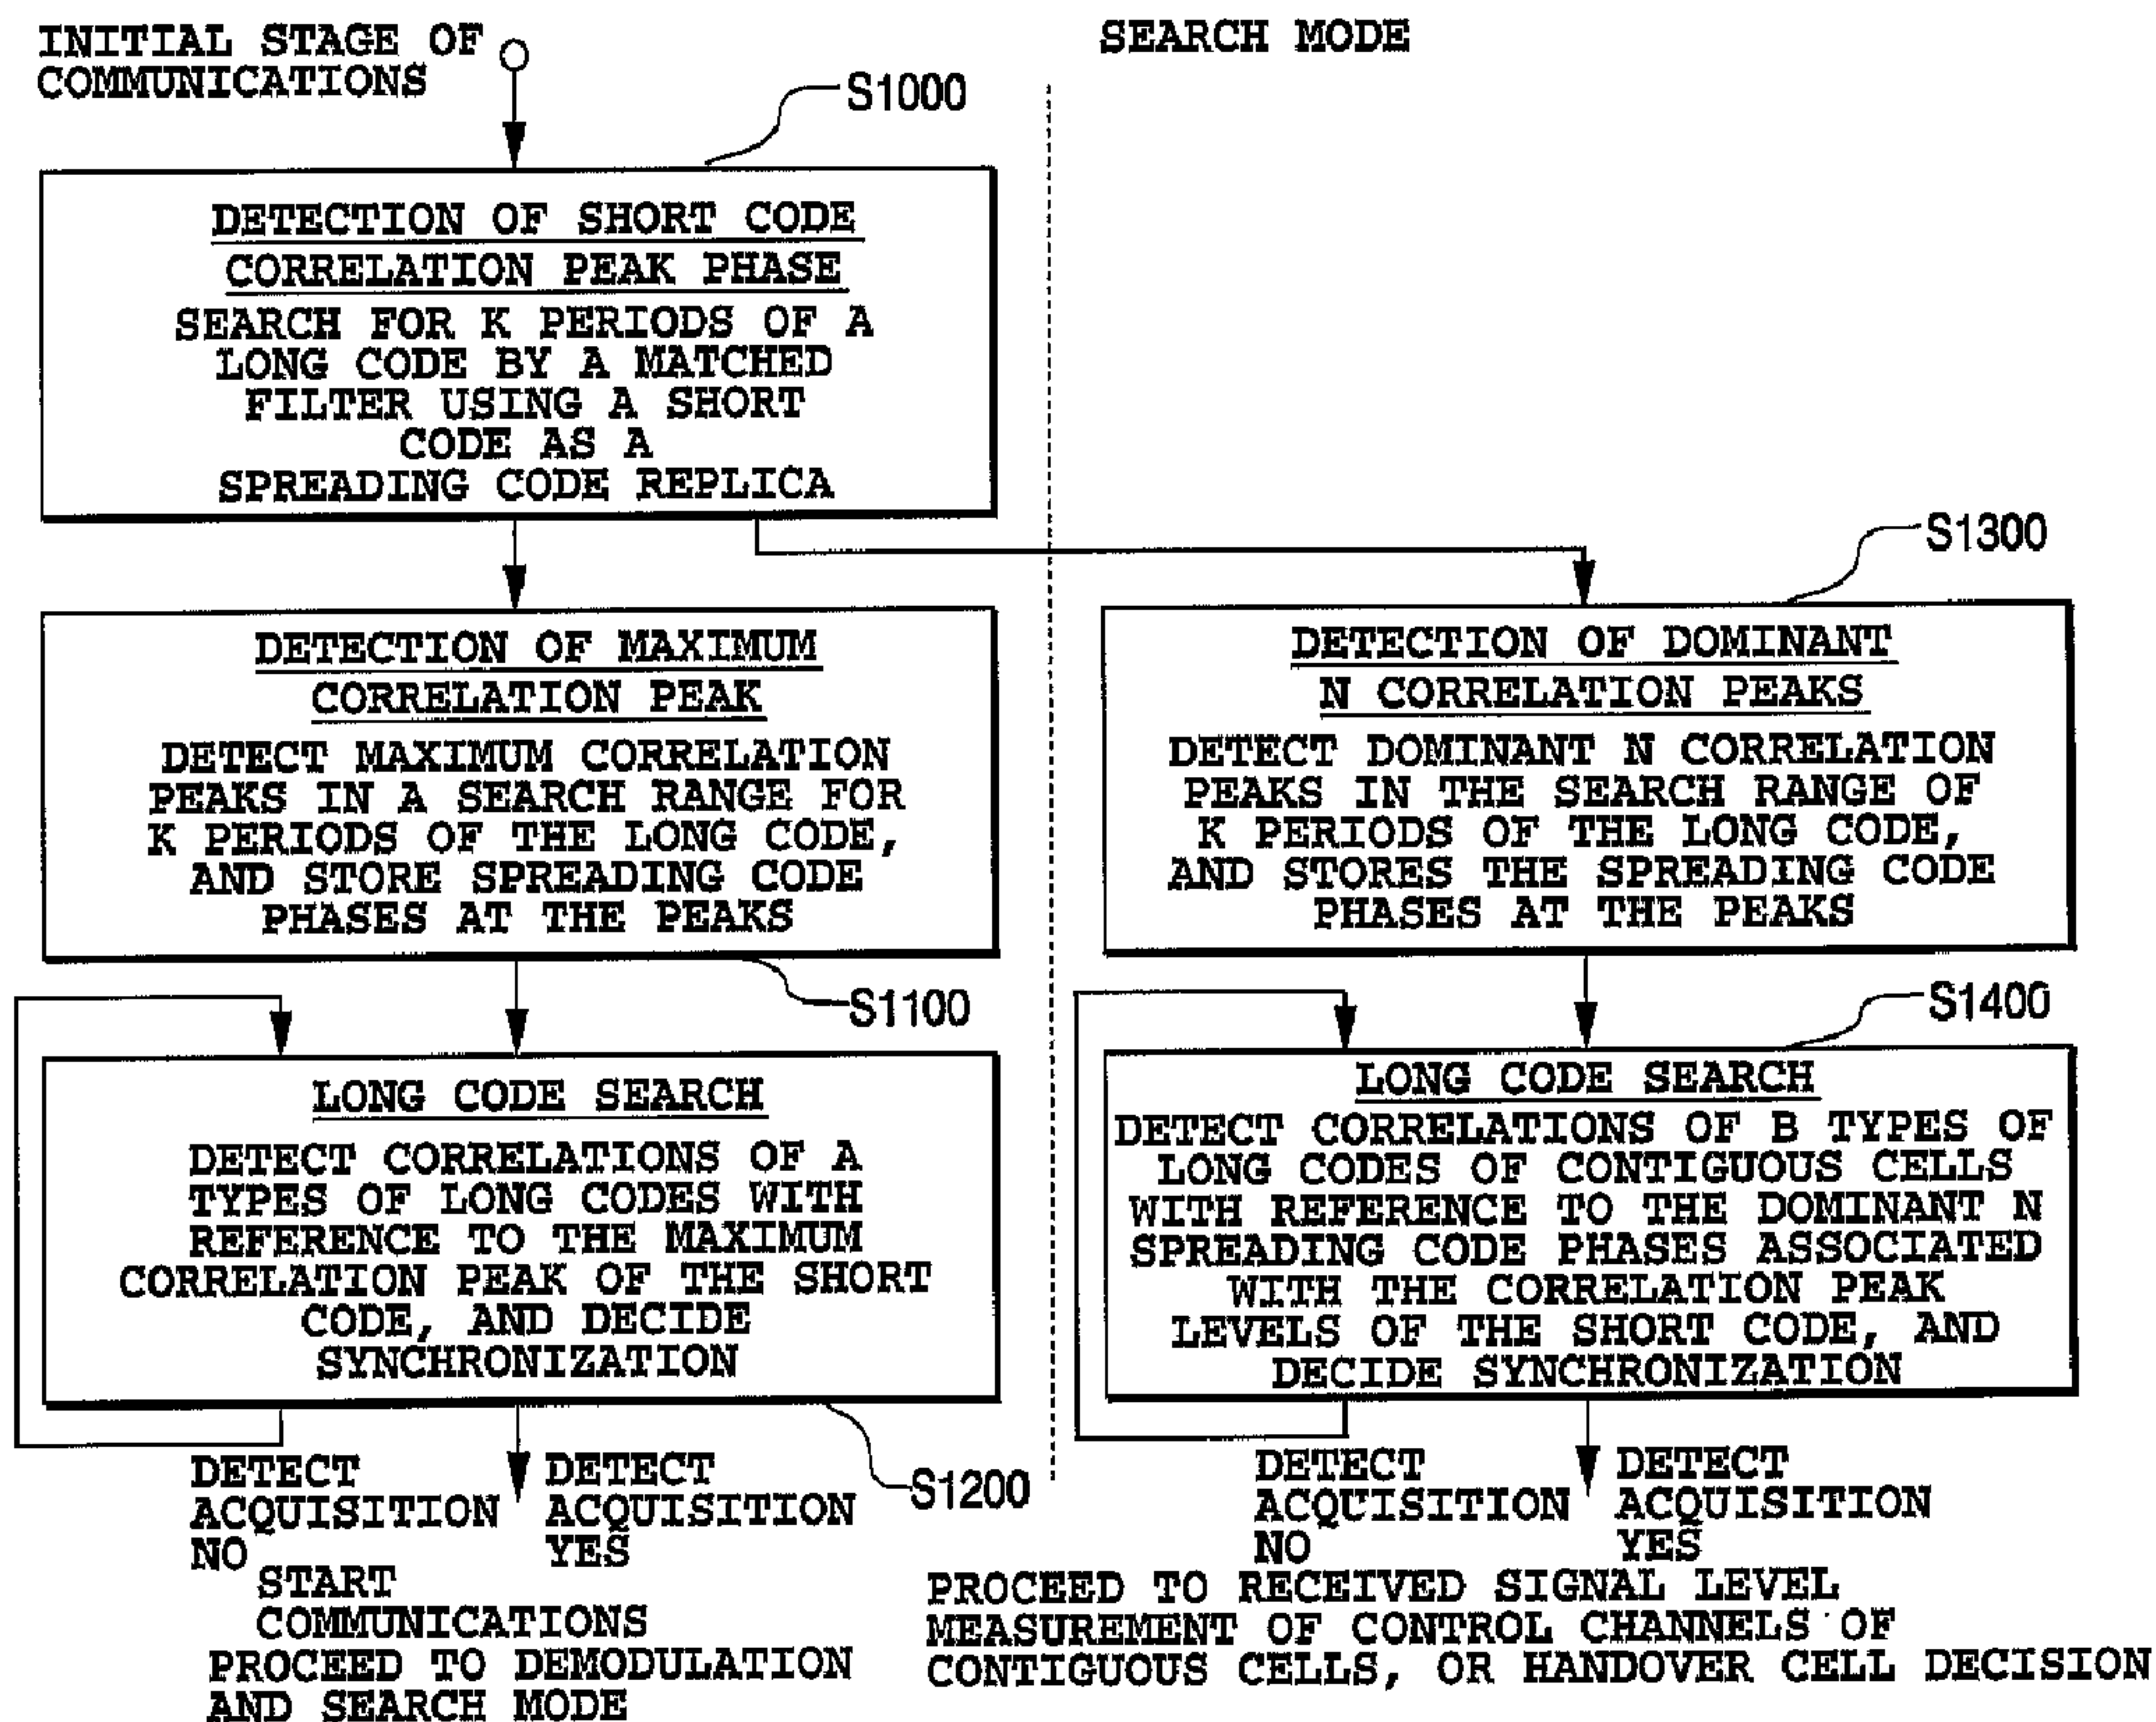 INITIAL STAGE OF
COMMUNICATIONS
SEARCH MODE
S1000
DETECTION OF SHORT CODE
CORRELATION PEAK PHASE
SEARCH FOR K PERIODS OF A
LONG CODE BY A MATCHED
FILTER USING A SHORT
CODE AS A
SPREADING CODE REPLICA
S1300
DETECTION OF MAXIMUM
CORRELATION PEAK
DETECT MAXIMUM CORRELATION
PEAKS IN A SEARCH RANGE FOR
K PERIODS OF THE LONG CODE,
AND STORE SPREADING CODE
PHASES AT THE PEAKS
S1100
DETECTION OF DOMINANT
N CORRELATION PEAKS
DETECT DOMINANT N CORRELATION
PEAKS IN THE SEARCH RANGE OF
K PERIODS OF THE LONG CODE,
AND STORES THE SPREADING CODE
PHASES AT THE PEAKS
S1400
LONG CODE SEARCH
DETECT CORRELATIONS OF A
TYPES OF LONG CODES WITH
REFERENCE TO THE MAXIMUM
CORRELATION PEAK OF THE SHORT
CODE, AND DECIDE
SYNCHRONIZATION
S1200
LONG CODE SEARCH
DETECT CORRELATIONS OF B TYPES OF
LONG CODES OF CONTIGUOUS CELLS
WITH REFERENCE TO THE DOMINANT N
SPREADING CODE PHASES ASSOCIATED
WITH THE CORRELATION PEAK
LEVELS OF THE SHORT CODE, AND
DECIDE SYNCHRONIZATION
DETECT
ACQUISITION
NO
DETECT
ACQUISITION
YES
START
COMMUNICATIONS
PROCEED TO DEMODULATION
AND SEARCH MODE
DETECT
ACQUISITION
NO
DETECT
ACQUISITION
YES
PROCEED TO RECEIVED SIGNAL LEVEL
MEASUREMENT OF CONTROL CHANNELS OF
CONTIGUOUS CELLS, OR HANDOVER CELL DECISION